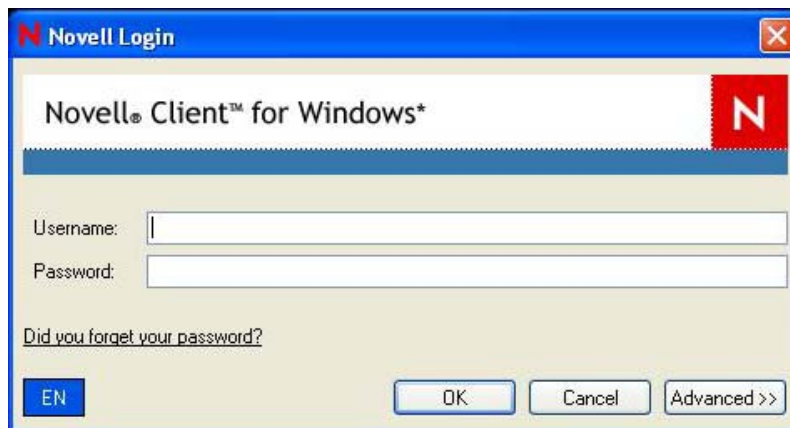 N Novell Login
Novell® Client™ for Windows*
N
Username:
Password:
Did you forget your password?
EN
OK
Cancel
Advanced >>